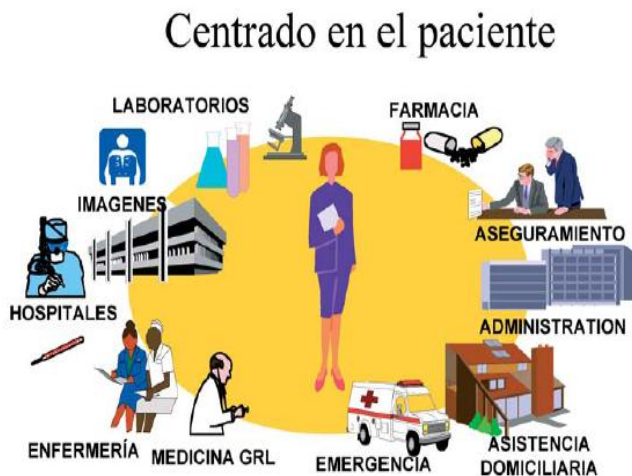 Centrado en el paciente
LABORATORIOS
FARMACIA
IMAGENES
ASEGURAMIENTO
HOSPITALES
ADMINISTRATION
ENFERMERÍA
MEDICINA GRL
EMERGENCIA
ASISTENCIA
DOMICILIARIA